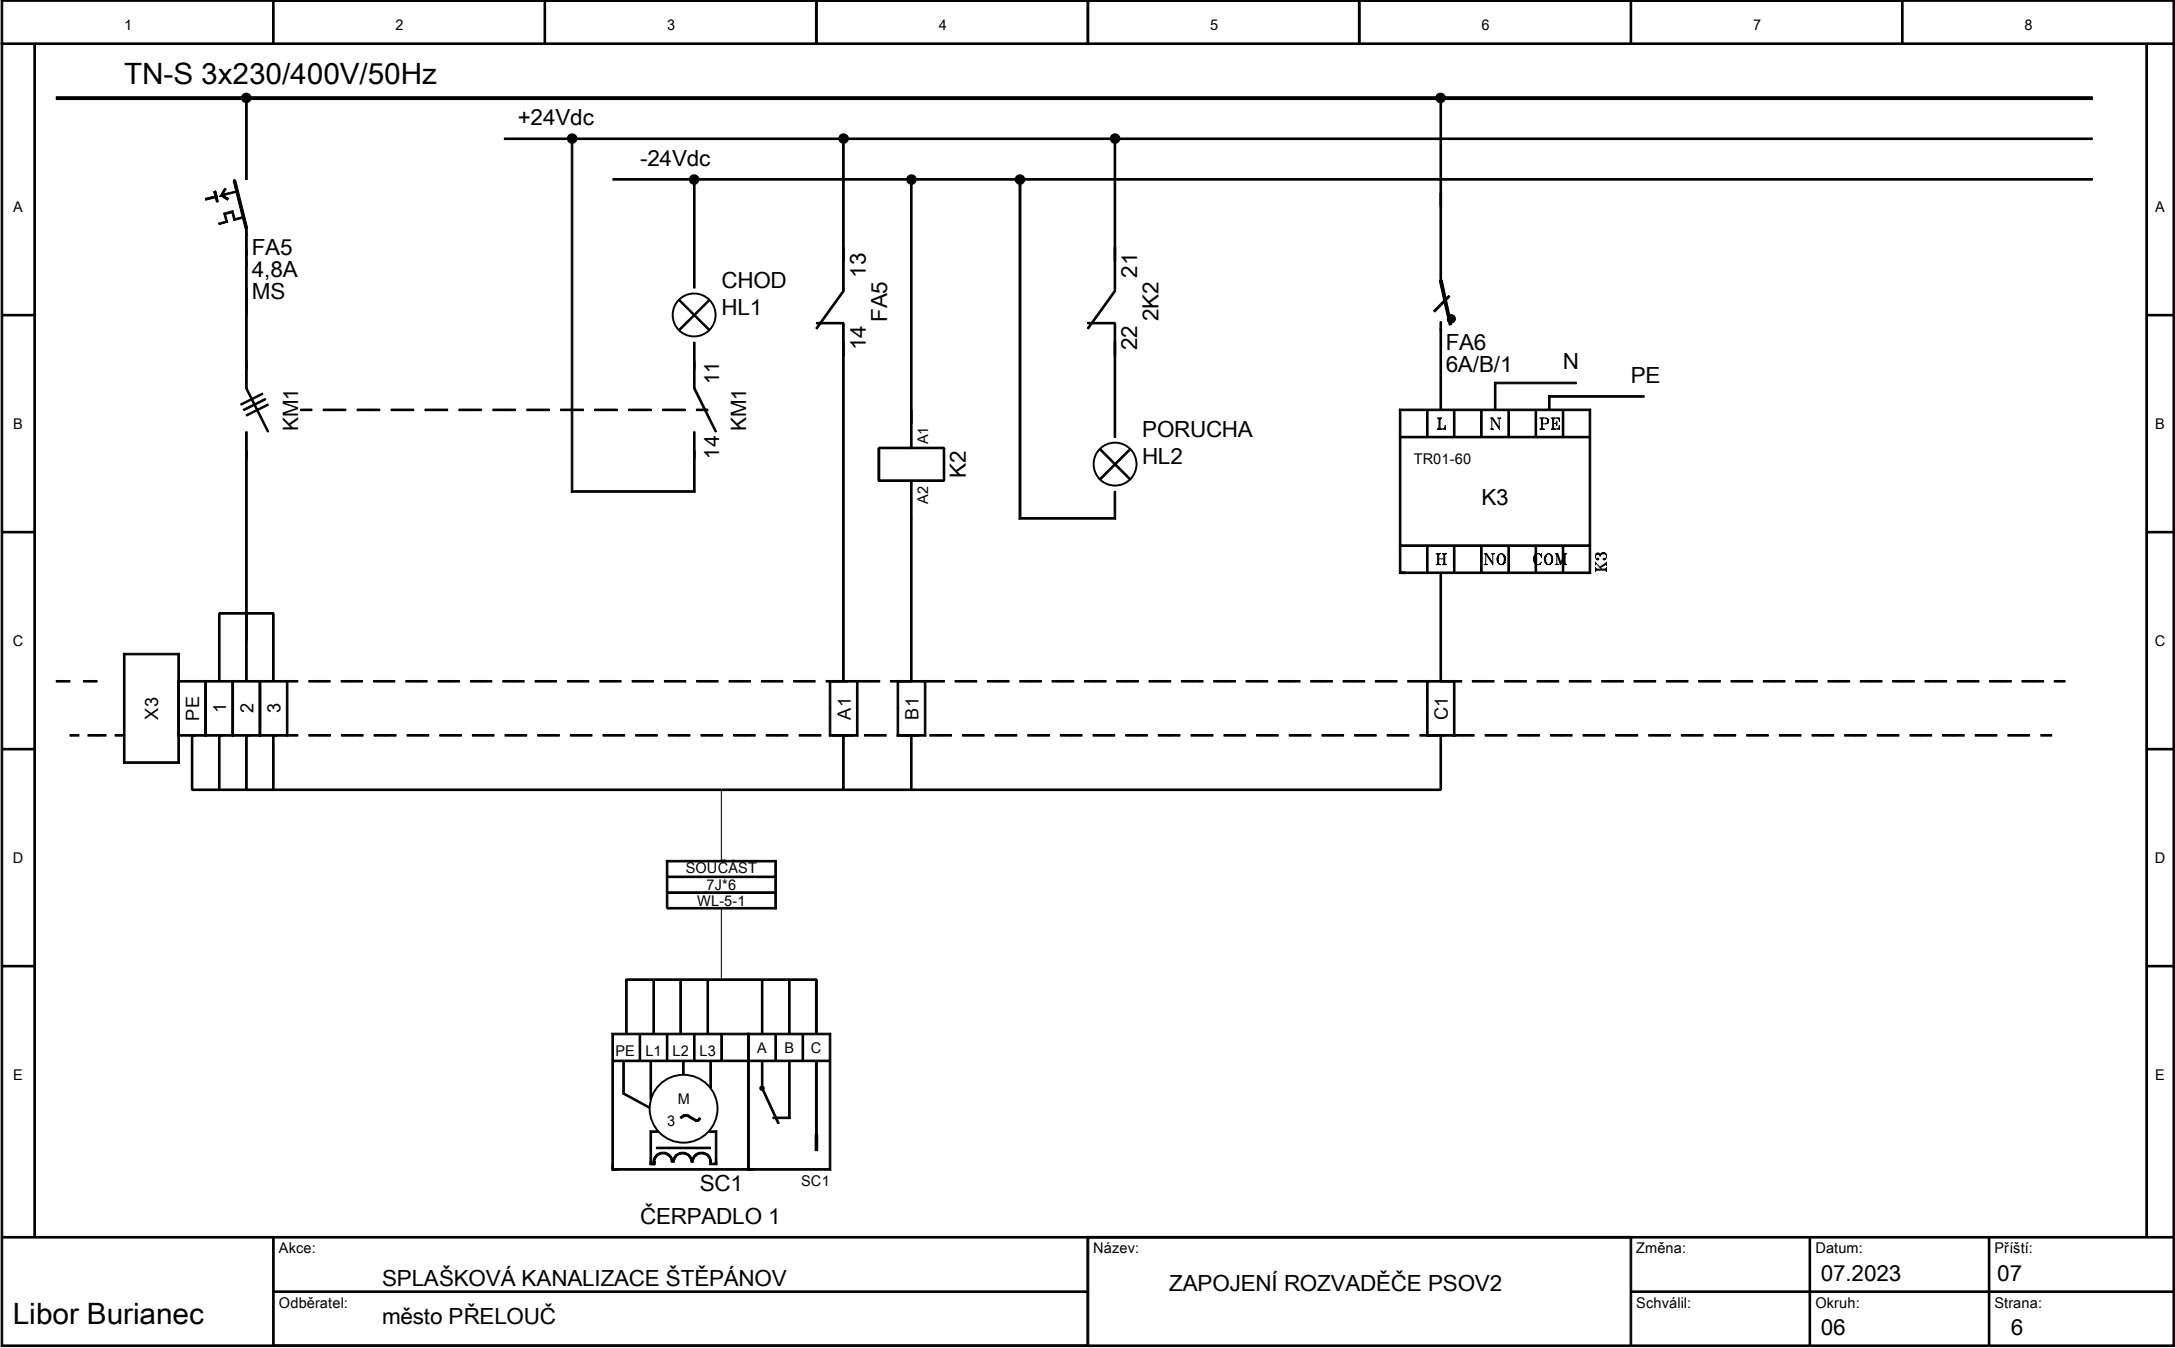 1 2 3 4 5 6 7 8
TN-S 3x230/400V/50Hz
+24Vdc
-24Vdc
A
A
FA5
4,8A
MS
CHOD
HL1
13
FA5
14
21
2K2
22
FA6
6A/B/1
N
PE
B
B
KM1
11
KM1
14
A1
K2
A2
PORUCHA
HL2
L N PE
TR01-60
K3
H NO COM
K3
C
C
X3 PE 1 2 3 A1 B1 C1
D
D
SOUČÁST
7J*6
WL-5-1
E
E
PE L1 L2 L3 A B C
M
3
SC1
SC1
ČERPADLO 1
Libor Burianec
Akce:
SPLAŠKOVÁ KANALIZACE ŠTĚPÁNOV
Odběratel:
město PŘELOUČ
Název:
ZAPOJENÍ ROZVADĚČE PSOV2
Změna:
Schválil:
Datum:
07.2023
Okruh:
06
Příští:
07
Strana:
6